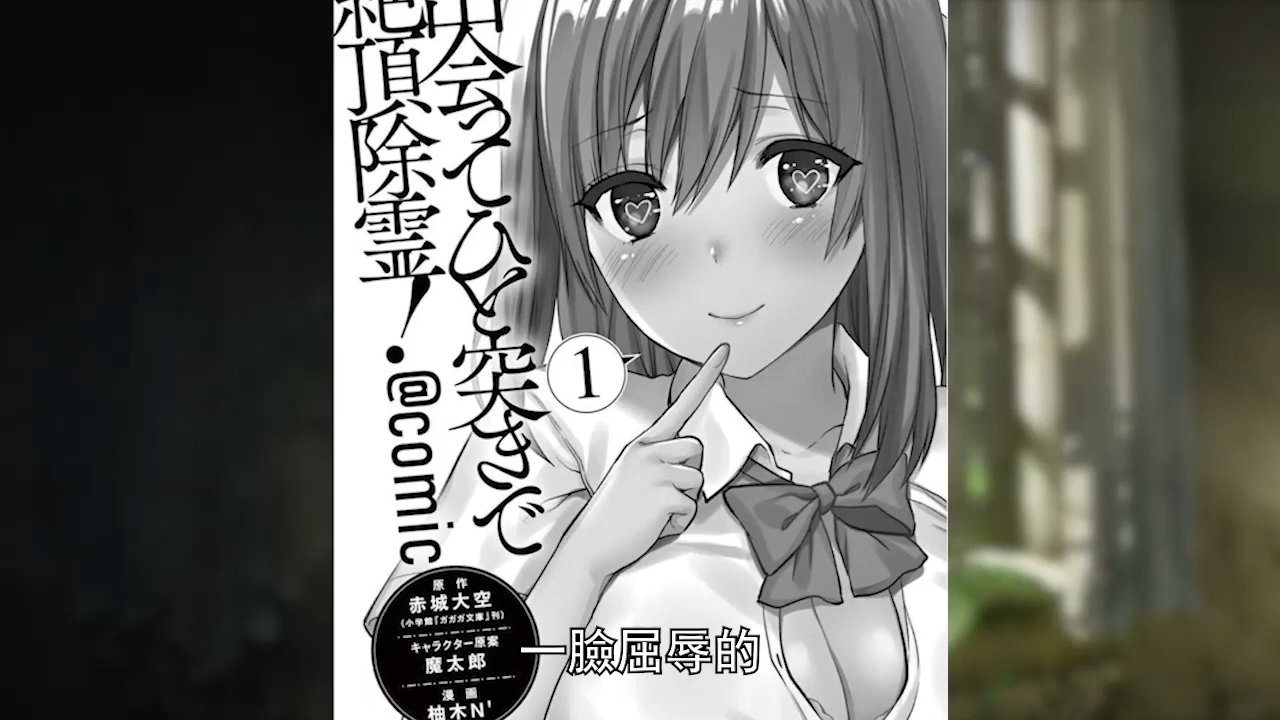 出会ってひと突きで
絶頂除霊！
@comic
1
原作
赤城大空
(小学館『ガガガ文庫』刊)
キャラクター原案
魔太郎
漫画
柚木N'
一臉屈辱的